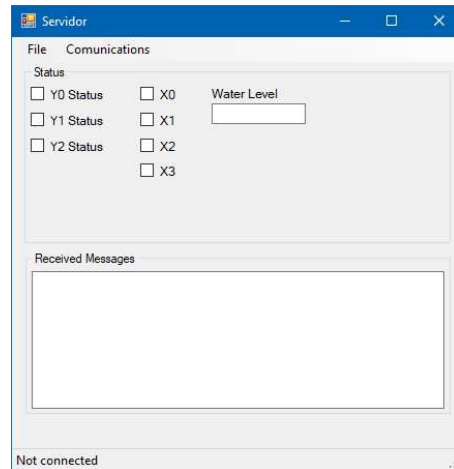 Servidor
File Comunications
Status
Y0 Status X0 Water Level
Y1 Status X1
Y2 Status X2
X3
Received Messages
Not connected